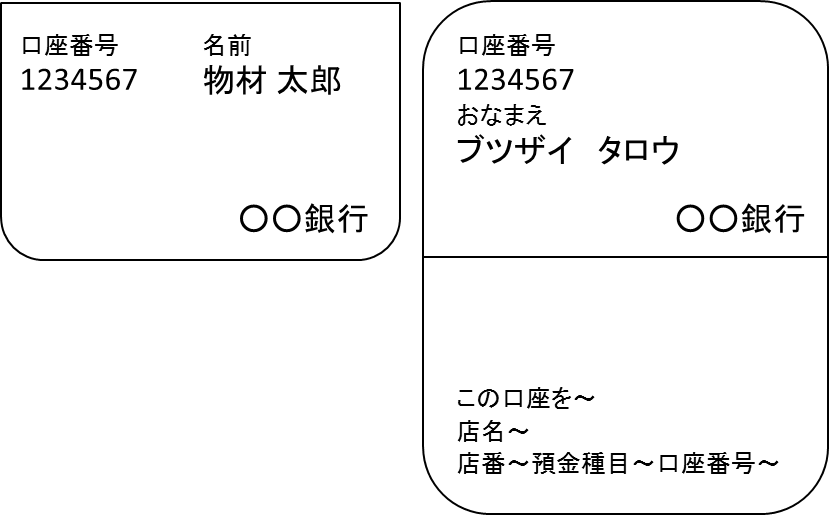 口座番号 名前
1234567 物材 太郎
〇〇銀行
口座番号
1234567
おなまえ
ブツザイ　タロウ
〇〇銀行
この口座を～
店名～
店番～預金種目～口座番号～